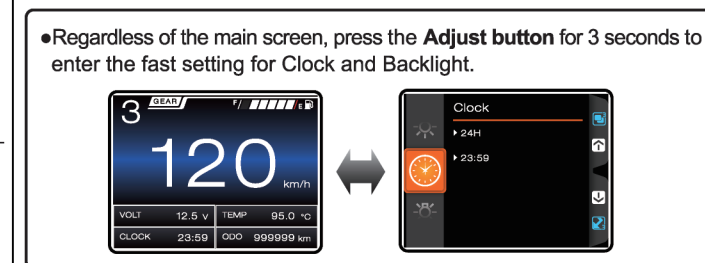 ●Regardless of the main screen, press the Adjust button for 3 seconds to
enter the fast setting for Clock and Backlight.
3 GEAR F E
120 km/h
VOLT 12.5 V TEMP 95.0 °C
CLOCK 23:59 ODO 999999 km
Clock
24H
23:59